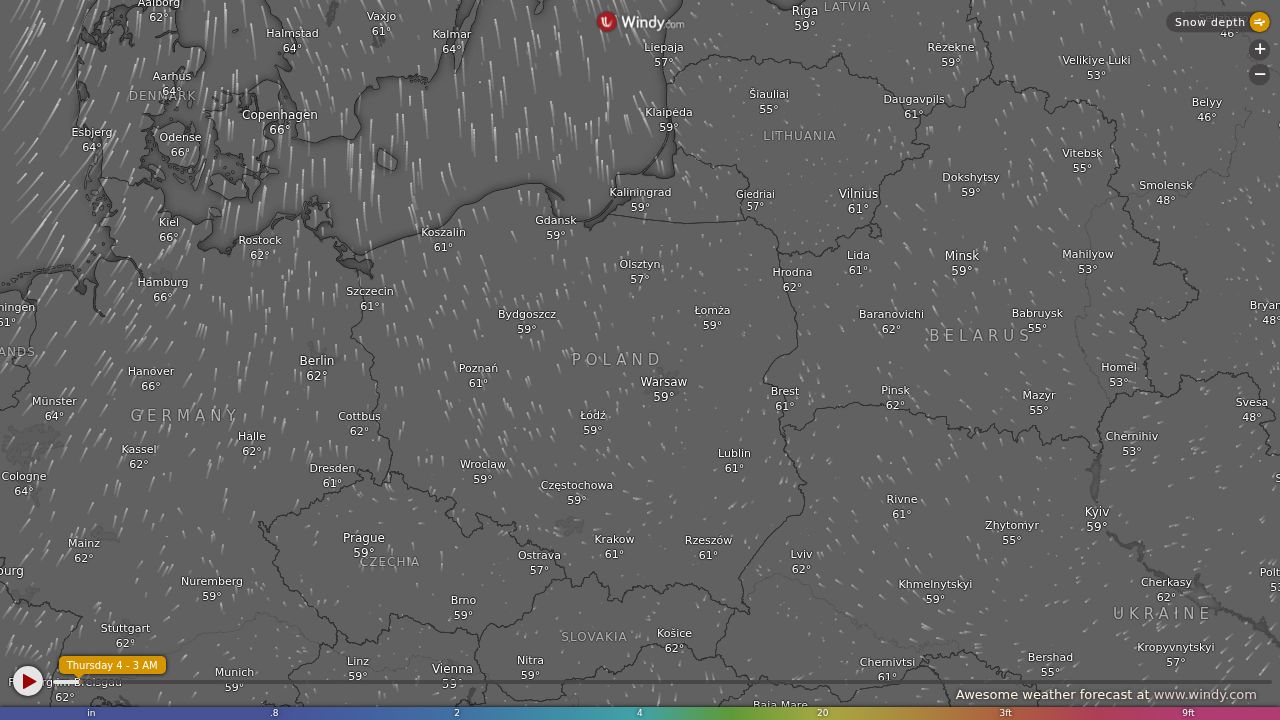 Aalborg
62°
Vaxjo
61°
Windy.com
Riga
59°
LATVIA
Snow depth
46°
Halmstad
64°
Kalmar
64°
Liepaja
57°
Rēzekne
59°
Velikiye Luki
53°
+
−
Aarhus
64°
DENMARK
Šiauliai
55°
Daugavpils
61°
Belyy
46°
Copenhagen
66°
Klaipėda
59°
Esbjerg
64°
Odense
66°
LITHUANIA
Vitebsk
55°
Dokshytsy
59°
Smolensk
48°
Kaliningrad
59°
Giedriai
57°
Vilnius
61°
Kiel
66°
Rostock
62°
Koszalin
61°
Gdansk
59°
Olsztyn
57°
Hrodna
62°
Lida
61°
Minsk
59°
Mahilyow
53°
Hamburg
66°
Szczecin
61°
Bydgoszcz
59°
Łomża
59°
Baranovichi
62°
Babruysk
55°
BELARUS
POLAND
Berlin
62°
Hanover
66°
Poznań
61°
Warsaw
59°
Brest
61°
Pinsk
62°
Homel
53°
Mazyr
55°
Svesa
48°
Münster
64°
GERMANY
Cottbus
62°
Łódź
59°
Kassel
62°
Halle
62°
Chernihiv
53°
Lublin
61°
Cologne
64°
Dresden
61°
Wroclaw
59°
Częstochowa
59°
Rivne
61°
Kyiv
59°
Zhytomyr
55°
Mainz
62°
Prague
59°
CZECHIA
Ostrava
57°
Krakow
61°
Rzeszów
61°
Lviv
62°
Nuremberg
59°
Khmelnytskyi
59°
Cherkasy
62°
Brno
59°
UKRAINE
Stuttgart
62°
SLOVAKIA
Košice
62°
Kropyvnytskyi
57°
Thursday 4 - 3 AM
Munich
59°
Linz
59°
Vienna
59°
Nitra
59°
Chernivtsi
61°
Bershad
55°
62°
Baia Mare
Awesome weather forecast at www.windy.com
in .8 2 4 20 3ft 9ft